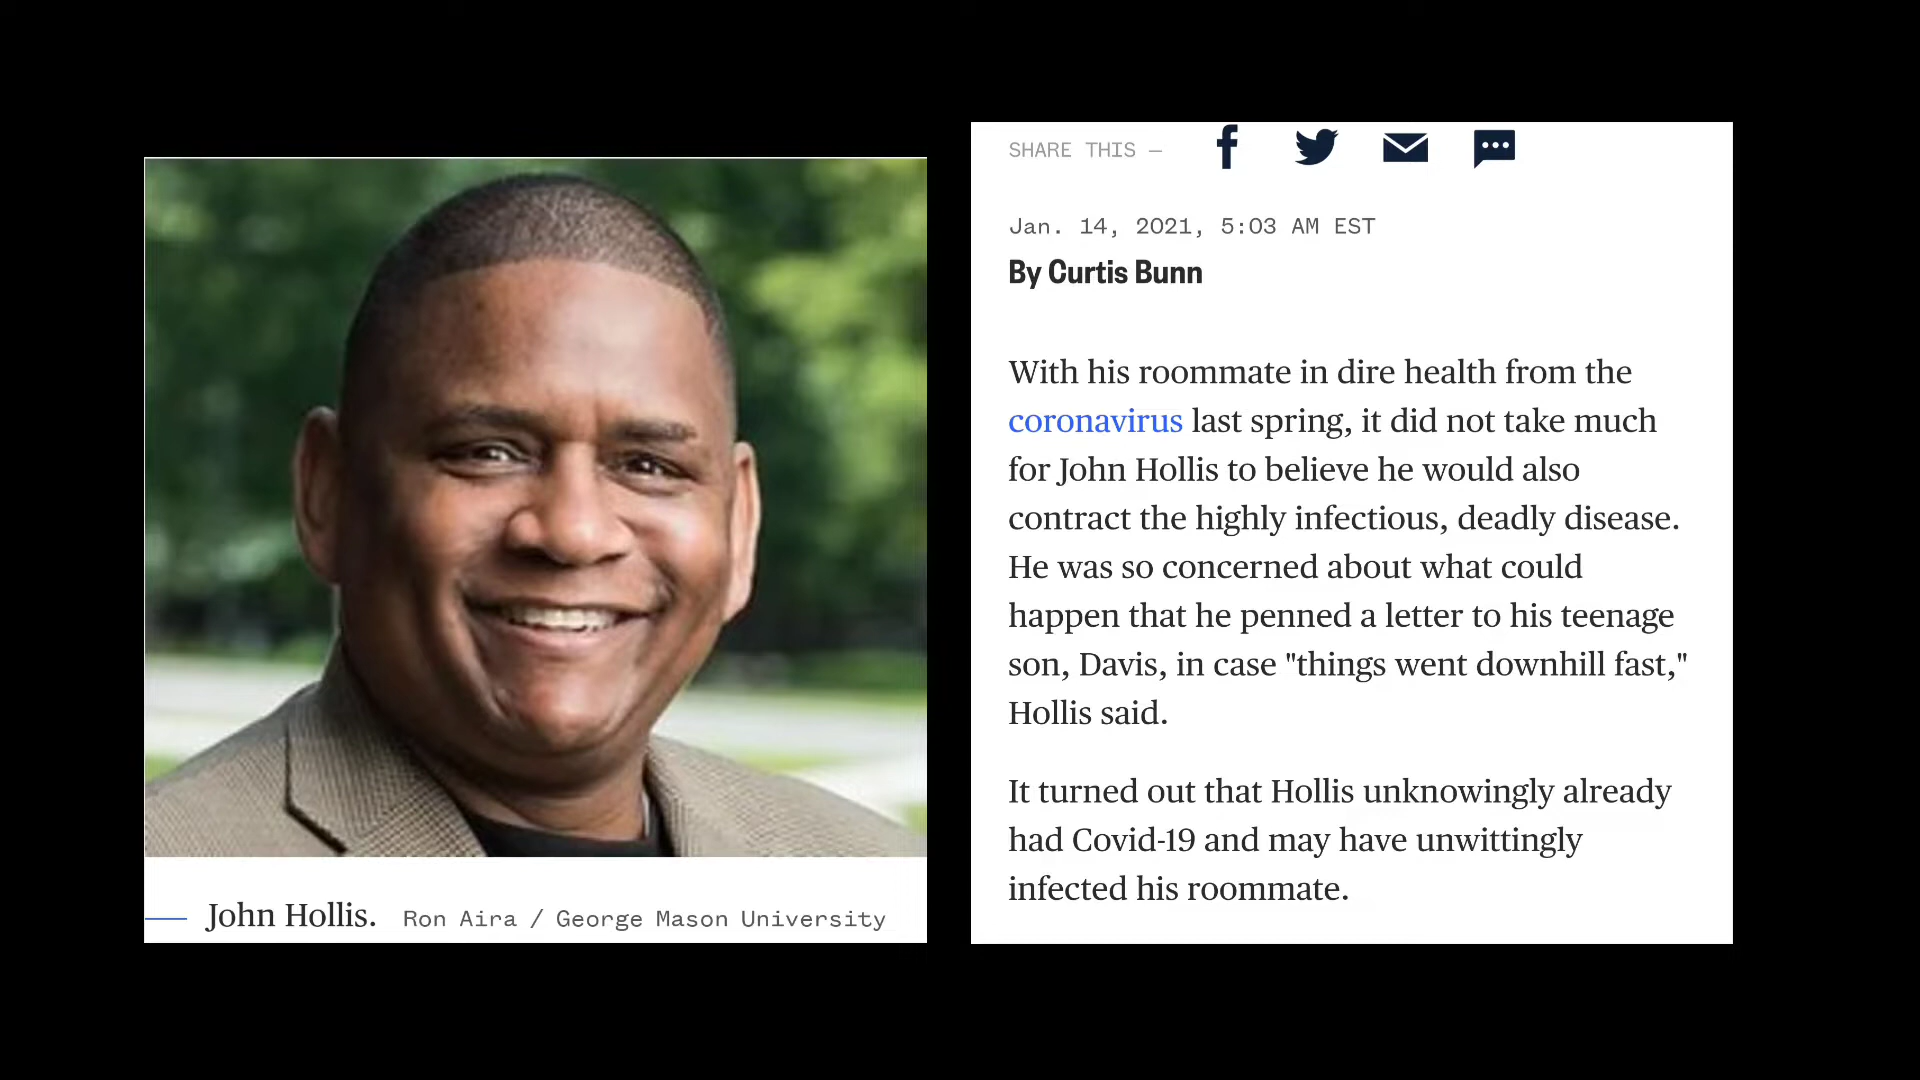 John Hollis. Ron Aira / George Mason University
SHARE THIS —
Jan. 14, 2021, 5:03 AM EST
By Curtis Bunn
With his roommate in dire health from the
coronavirus last spring, it did not take much
for John Hollis to believe he would also
contract the highly infectious, deadly disease.
He was so concerned about what could
happen that he penned a letter to his teenage
son, Davis, in case "things went downhill fast,"
Hollis said.
It turned out that Hollis unknowingly already
had Covid-19 and may have unwittingly
infected his roommate.